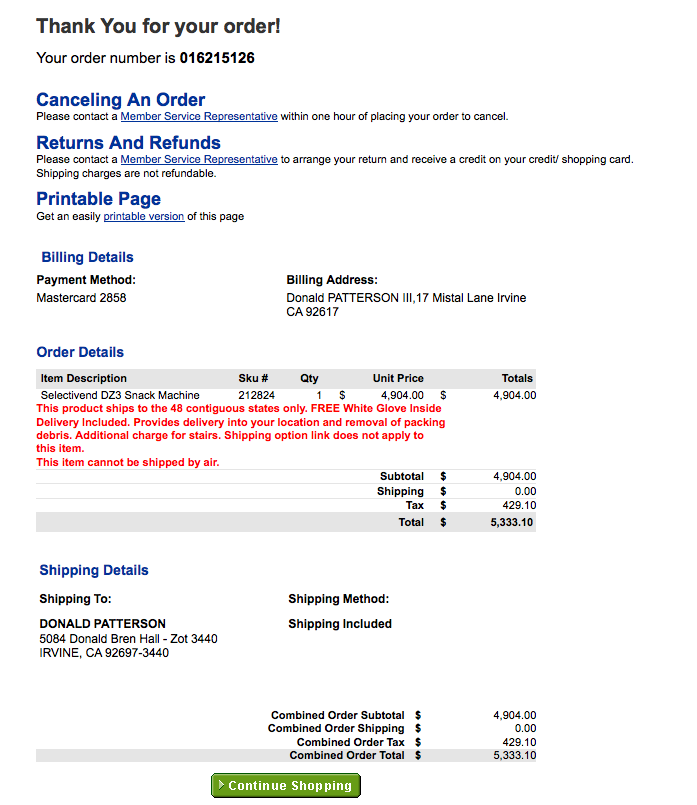 Thank You for your order!
Your order number is 016215126
Canceling An Order
Please contact a Member Service Representative within one hour of placing your order to cancel.
Returns And Refunds
Please contact a Member Service Representative to arrange your return and receive a credit on your credit/ shopping card.
Shipping charges are not refundable.
Printable Page
Get an easily printable version of this page
Billing Details
Payment Method: Billing Address:
Mastercard 2858 Donald PATTERSON III,17 Mistal Lane Irvine
CA 92617
Order Details
Item Description Sku # Qty Unit Price Totals
Selectivend DZ3 Snack Machine 212824 1 $ 4,904.00 $ 4,904.00
This product ships to the 48 contiguous states only. FREE White Glove Inside
Delivery Included. Provides delivery into your location and removal of packing
debris. Additional charge for stairs. Shipping option link does not apply to
this item.
This item cannot be shipped by air.
Subtotal $ 4,904.00
Shipping $ 0.00
Tax $ 429.10
Total $ 5,333.10
Shipping Details
Shipping To: Shipping Method:
DONALD PATTERSON Shipping Included
5084 Donald Bren Hall - Zot 3440
IRVINE, CA 92697-3440
Combined Order Subtotal $ 4,904.00
Combined Order Shipping $ 0.00
Combined Order Tax $ 429.10
Combined Order Total $ 5,333.10
Continue Shopping